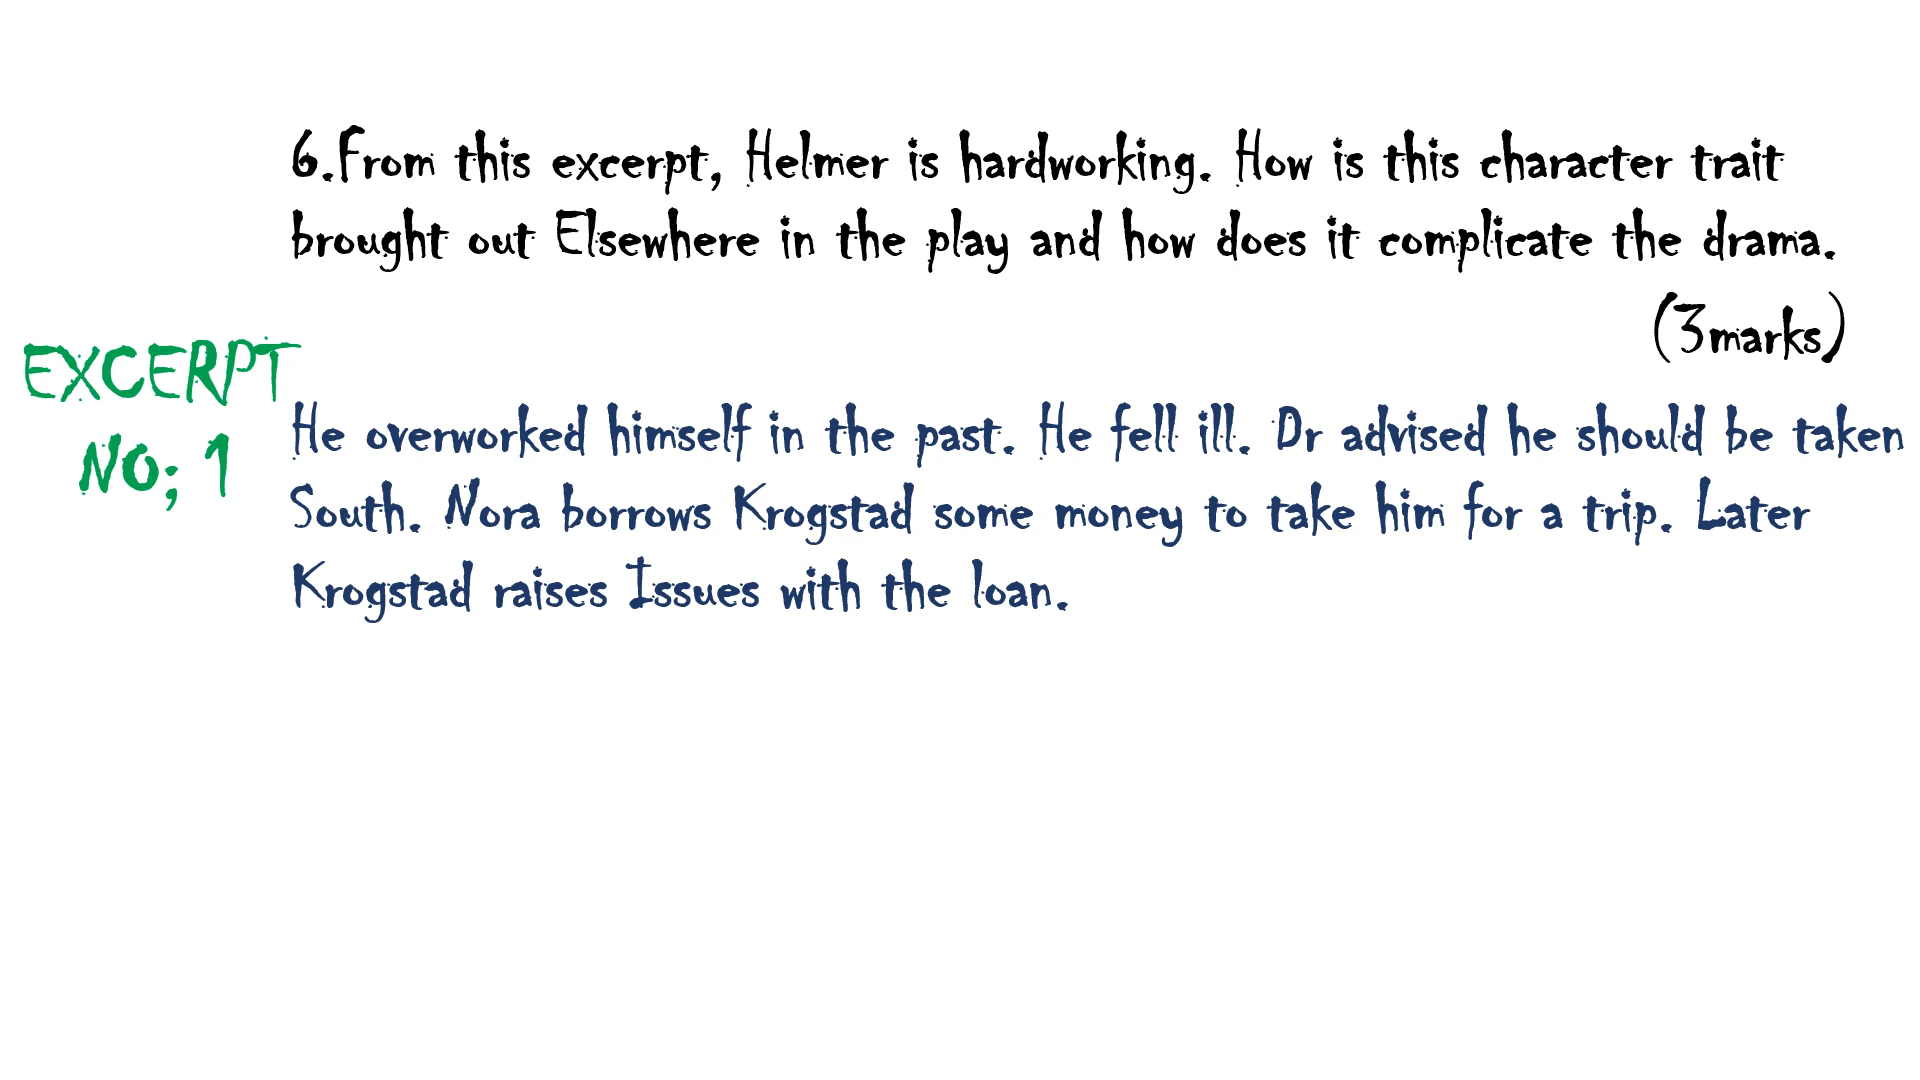 6.From this excerpt, Helmer is hardworking. How is this character trait
brought out Elsewhere in the play and how does it complicate the drama.
(3marks)
EXCERPT
NO; 1
He overworked himself in the past. He fell ill. Dr advised he should be taken
South. Nora borrows Krogstad some money to take him for a trip. Later
Krogstad raises Issues with the loan.